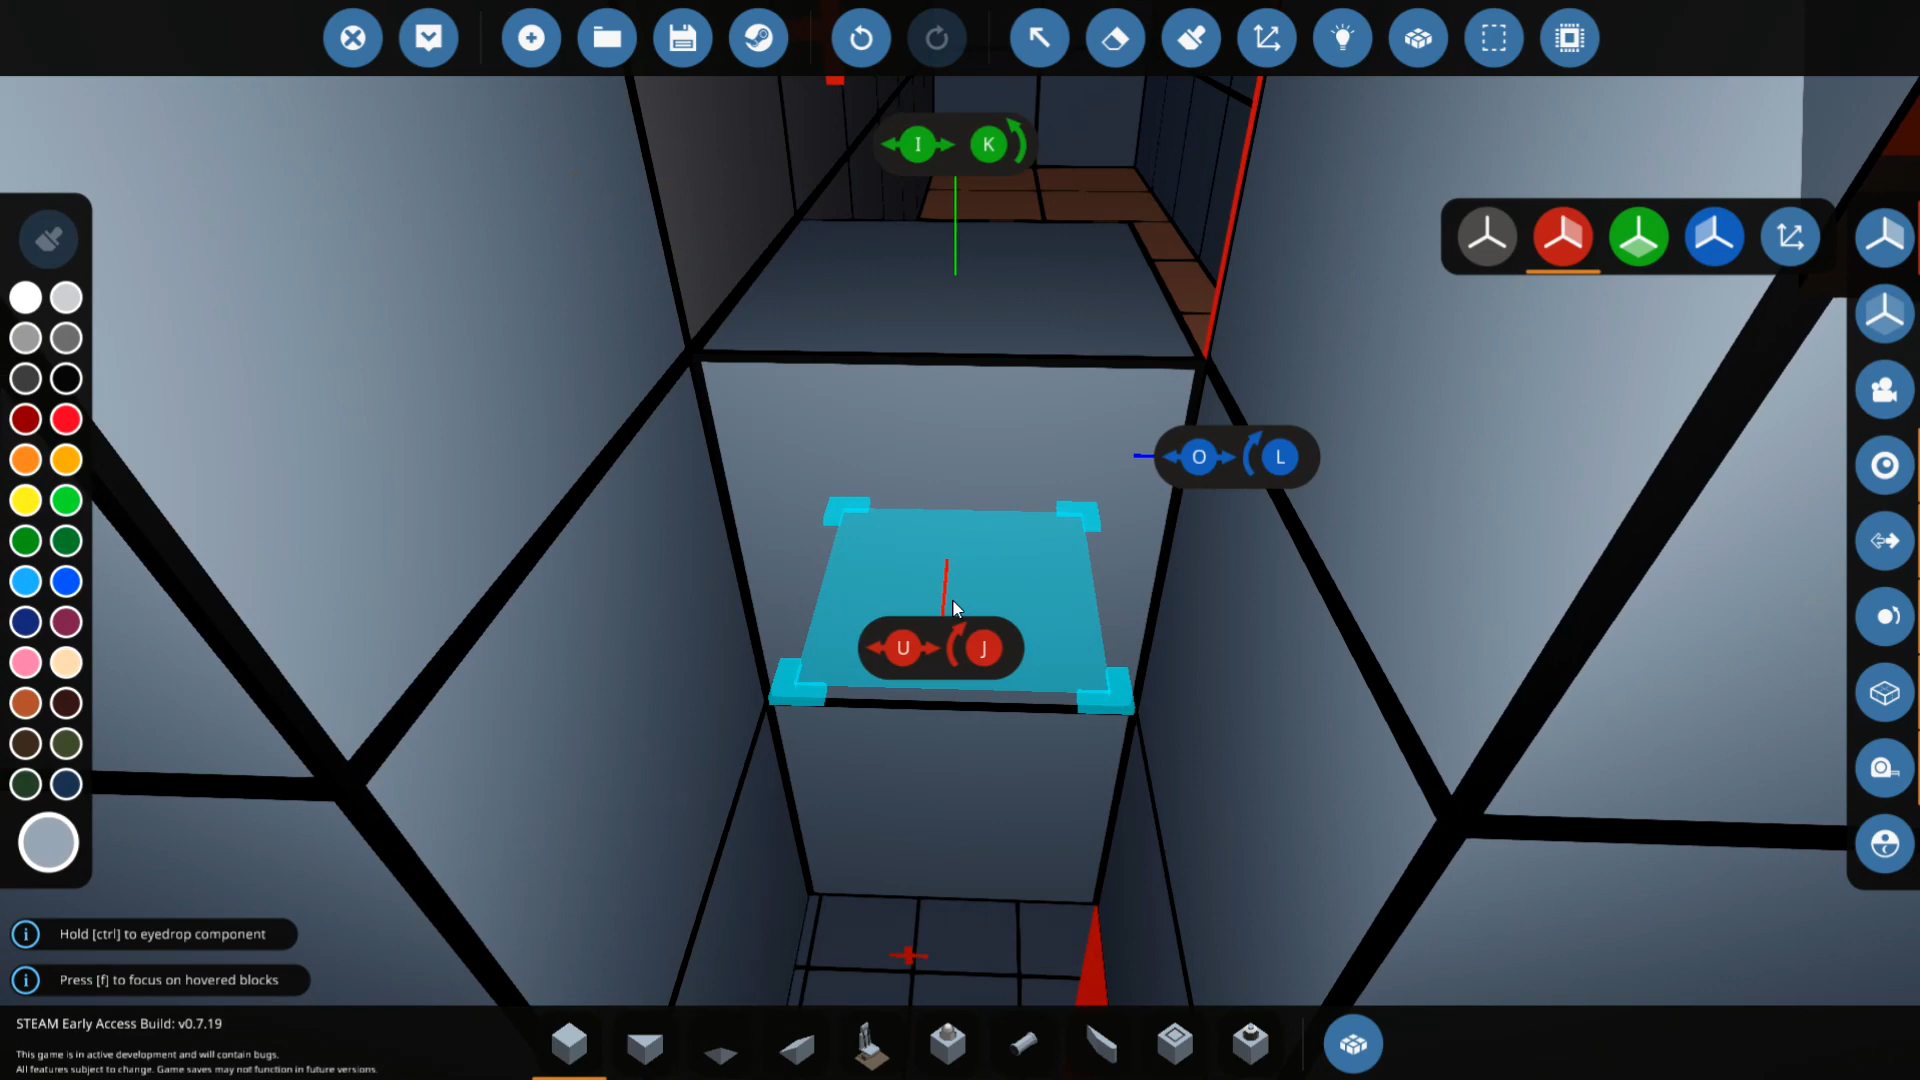 I K
O L
U J
Hold [ctrl] to eyedrop component
Press [f] to focus on hovered blocks
STEAM Early Access Build: v0.7.19
This game is in active development and will contain bugs.
All features subject to change. Game saves may not function in future versions.